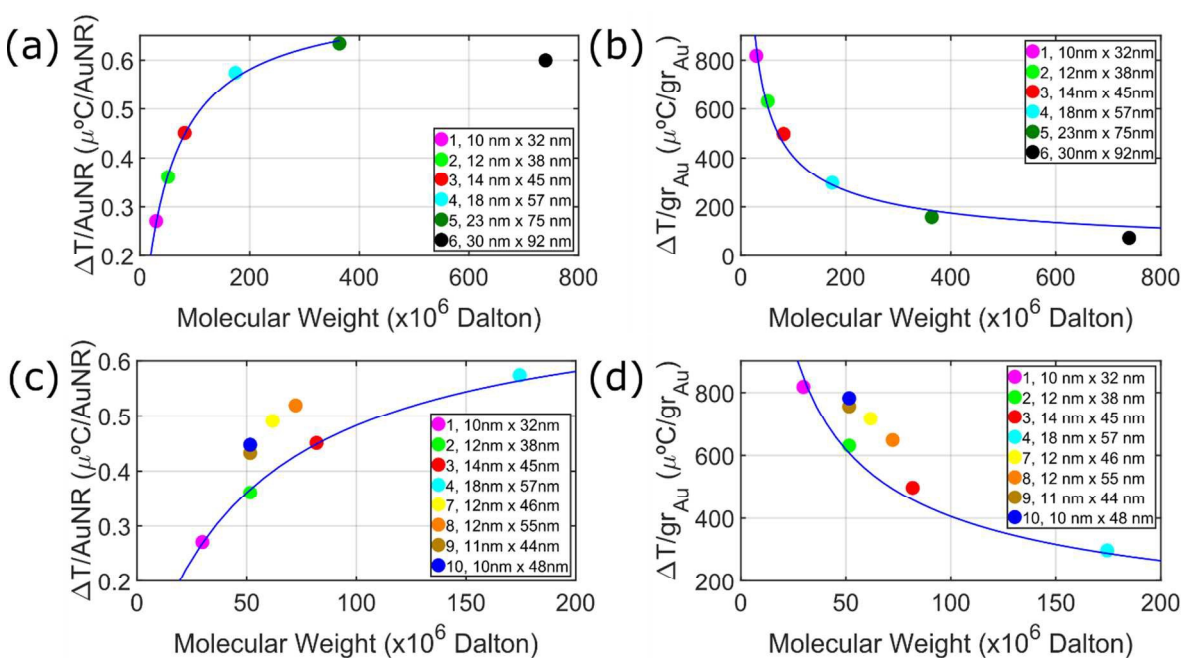 (a)
0.6
0.5
0.4
0.3
0.2
ΔT/AuNR (μºC/AuNR)
0 200 400 600 800
Molecular Weight (x10⁶ Dalton)
1, 10 nm x 32 nm
2, 12 nm x 38 nm
3, 14 nm x 45 nm
4, 18 nm x 57 nm
5, 23 nm x 75 nm
6, 30 nm x 92 nm
(b)
800
600
400
200
0
ΔT/gr_Au (μºC/gr_Au)
0 200 400 600 800
Molecular Weight (x10⁶ Dalton)
1, 10nm x 32nm
2, 12nm x 38nm
3, 14nm x 45nm
4, 18nm x 57nm
5, 23nm x 75nm
6, 30nm x 92nm
(c)
0.6
0.5
0.4
0.3
0.2
ΔT/AuNR (μºC/AuNR)
0 50 100 150 200
Molecular Weight (x10⁶ Dalton)
1, 10nm x 32nm
2, 12nm x 38nm
3, 14nm x 45nm
4, 18nm x 57nm
7, 12nm x 46nm
8, 12nm x 55nm
9, 11nm x 44nm
10, 10nm x 48nm
(d)
800
600
400
200
ΔT/gr_Au (μºC/gr_Au)
0 50 100 150 200
Molecular Weight (x10⁶ Dalton)
1, 10 nm x 32 nm
2, 12 nm x 38 nm
3, 14 nm x 45 nm
4, 18 nm x 57 nm
7, 12 nm x 46 nm
8, 12 nm x 55 nm
9, 11 nm x 44 nm
10, 10 nm x 48 nm